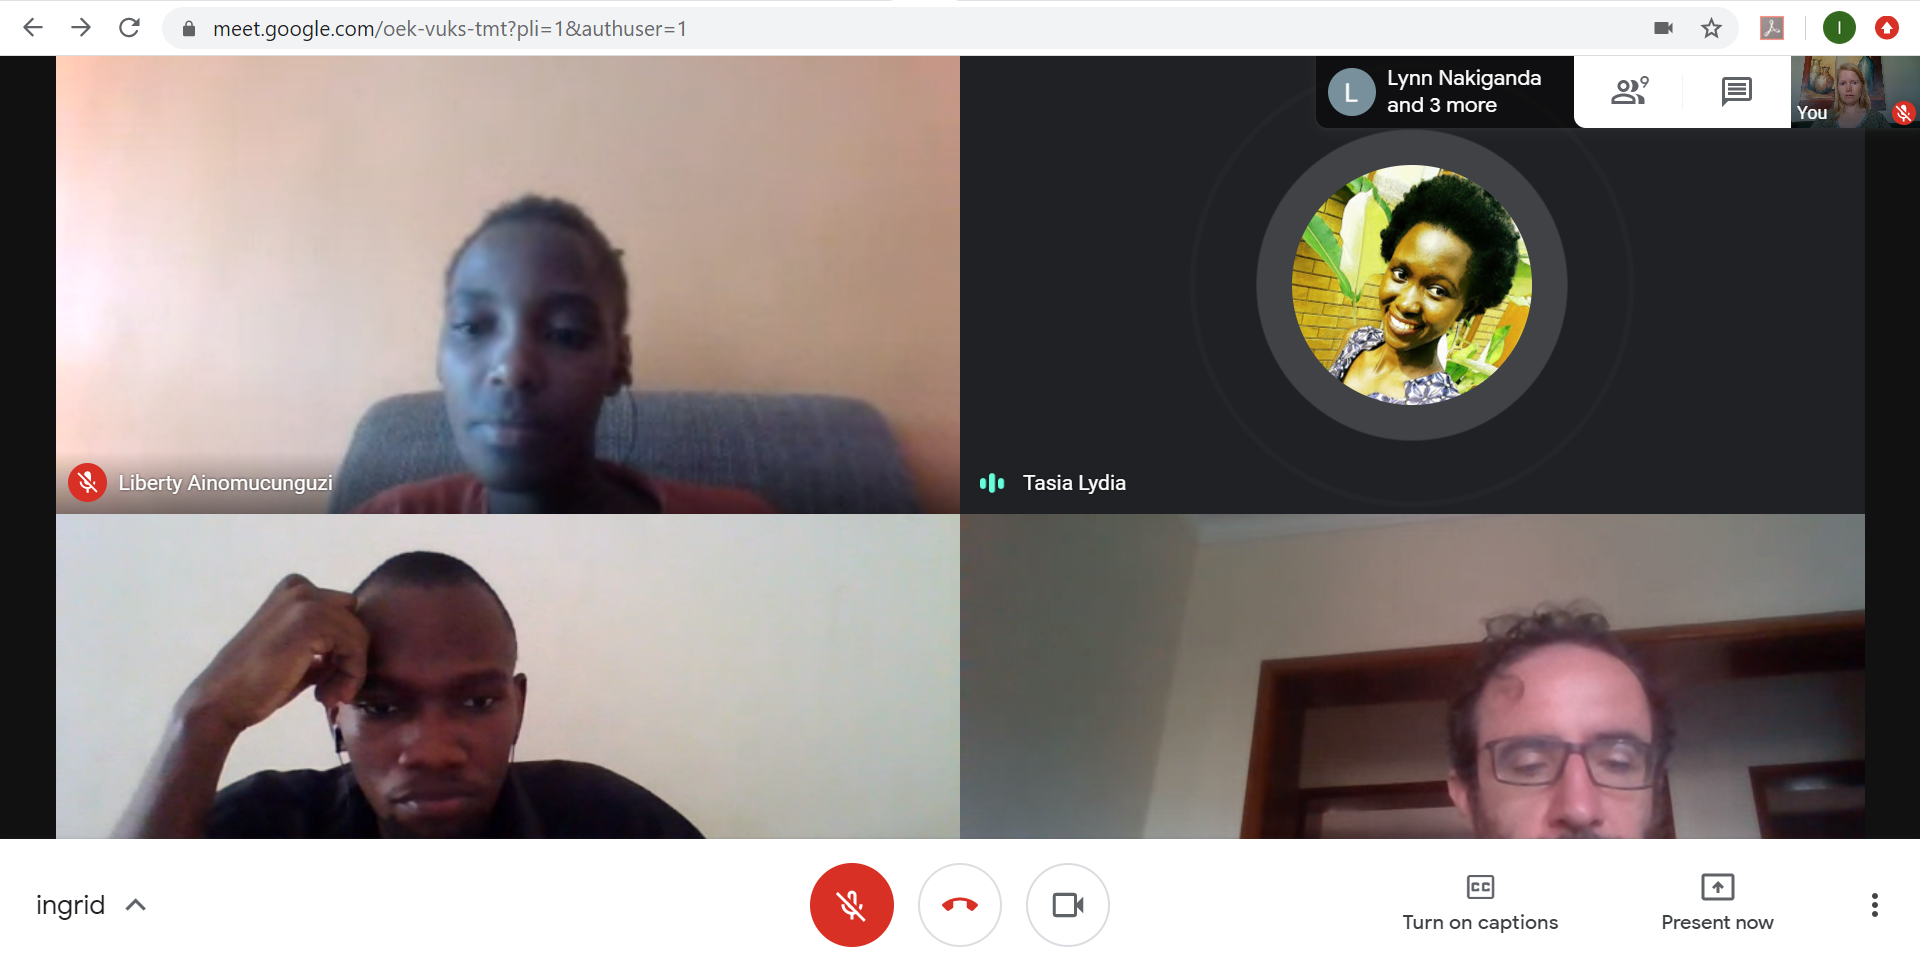 meet.google.com/oek-vuks-tmt?pli=1&authuser=1
I
L
Lynn Nakiganda
and 3 more
9
You
Liberty Ainomucunguzi
Tasia Lydia
ingrid
CC
Turn on captions
Present now